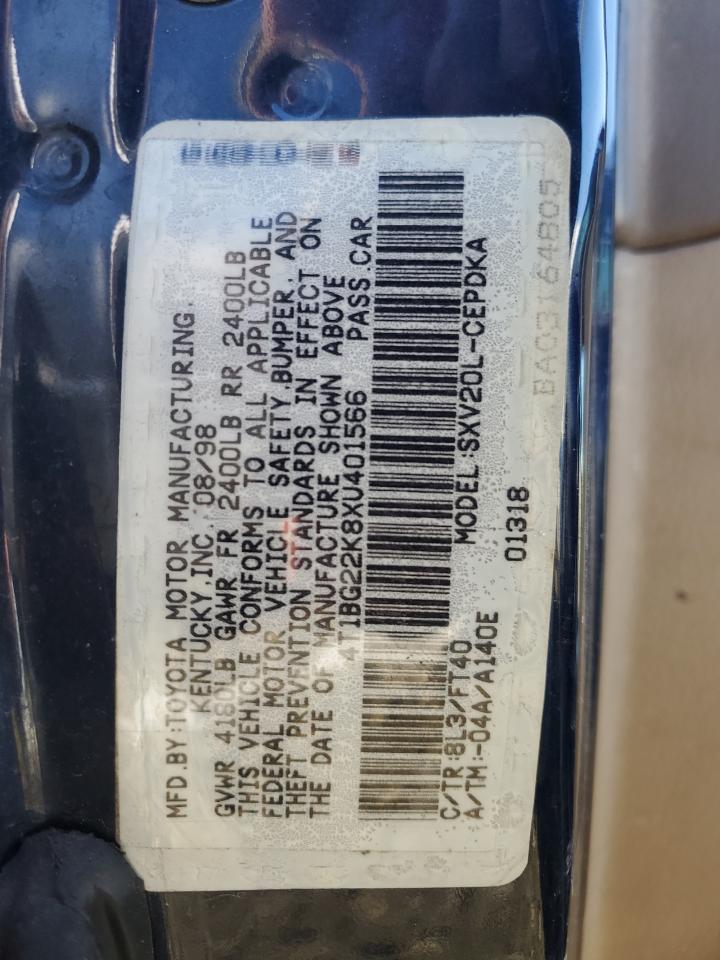 MFD.BY:TOYOTA MOTOR MANUFACTURING.
KENTUCKY.INC. 08/98
GVWR 4180LB GAWR FR 2400LB RR 2400LB
THIS VEHICLE CONFORMS TO ALL APPLICABLE
FEDERAL MOTOR VEHICLE SAFETY.BUMPER. AND
THEFT PREVENTION STANDARDS IN EFFECT ON
THE DATE OF MANUFACTURE SHOWN ABOVE
4T1BG22K8XU401566 PASS.CAR
C/TR:8L3/FT40 MODEL:SXV20L-CEPDKA
A/TM:-04A/A140E 01318
BA03164805